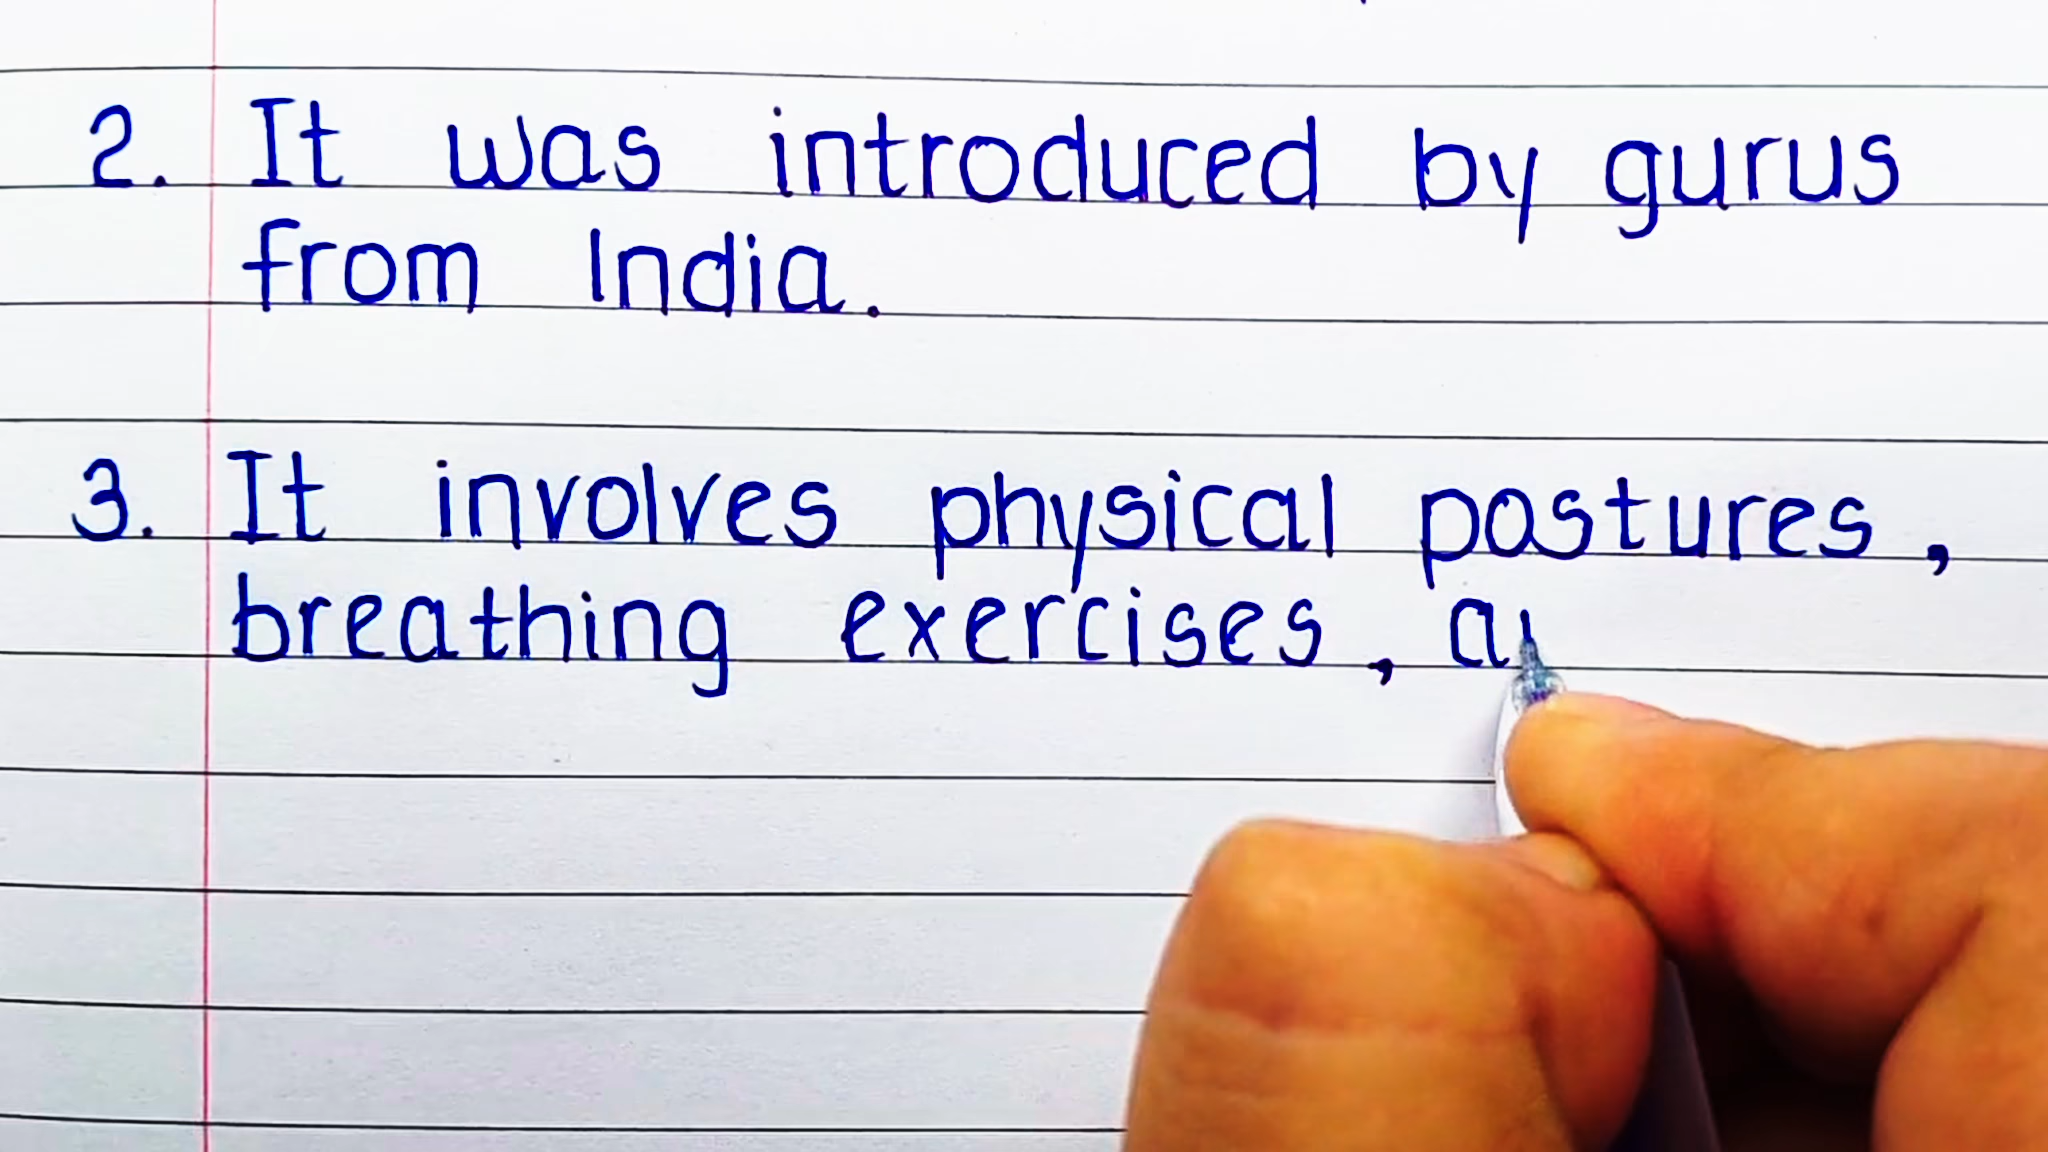 2. It was introduced by gurus
from India.
3. It involves physical postures,
breathing exercises, a